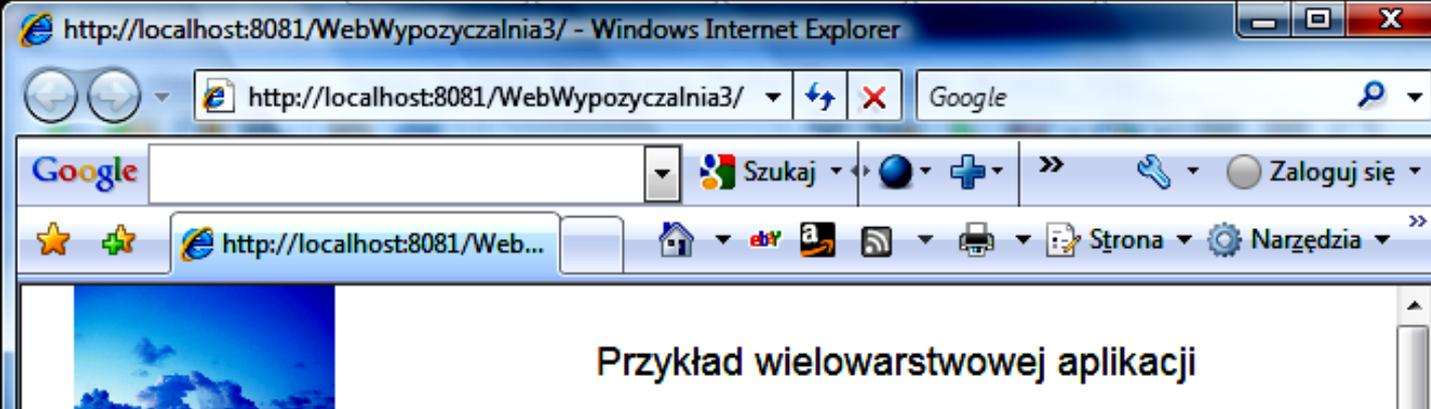 http://localhost:8081/WebWypozyczalnia3/ - Windows Internet Explorer
http://localhost:8081/WebWypozyczalnia3/ Google
Google Szukaj Zaloguj się
http://localhost:8081/Web... ebY a Strona Narzędzia
Przykład wielowarstwowej aplikacji